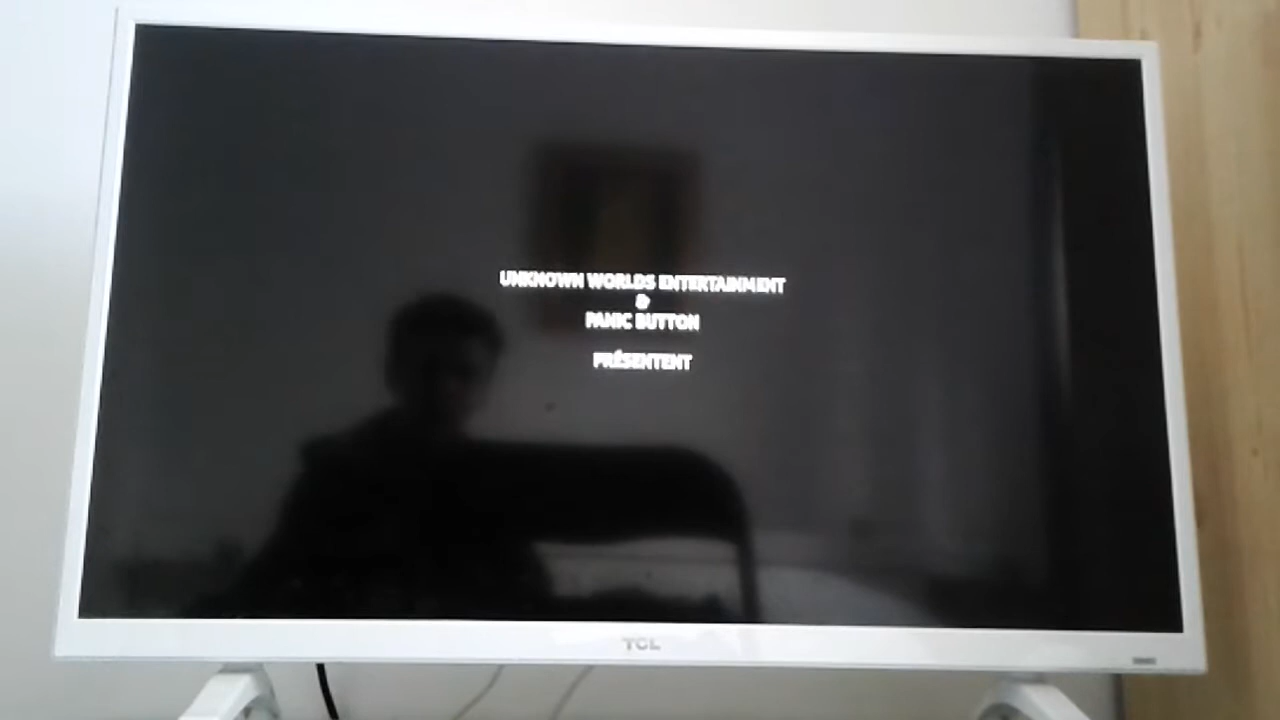 UNKNOWN WORLDS ENTERTAINMENT
&
PANIC BUTTON
PRÉSENTENT
TCL